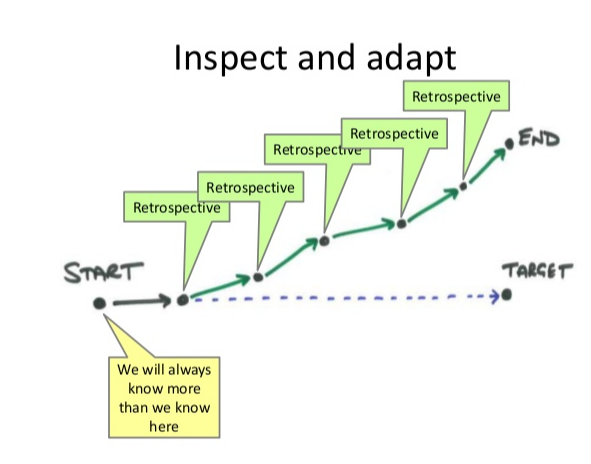 Inspect and adapt
Retrospective
Retrospective
Retrospective
Retrospective
Retrospective
END
START
TARGET
We will always
know more
than we know
here